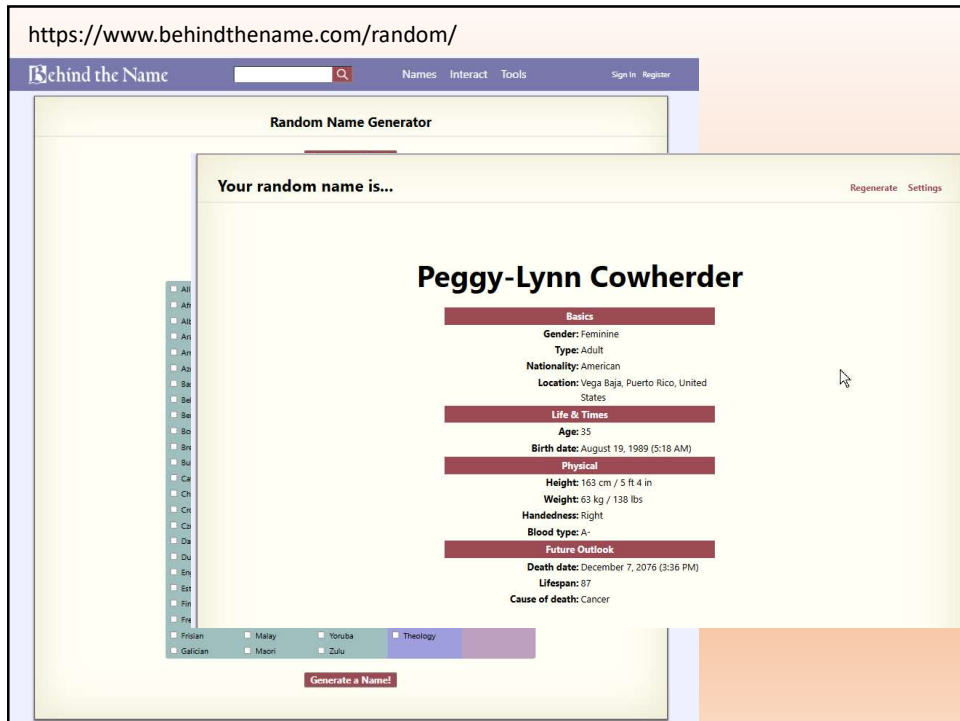 https://www.behindthename.com/random/
Behind the Name
Names Interact Tools
Sign In Register
Random Name Generator
Your random name is...
Regenerate Settings
Peggy-Lynn Cowherder
Basics
Gender: Feminine
Type: Adult
Nationality: American
Location: Vega Baja, Puerto Rico, United
States
Life & Times
Age: 35
Birth date: August 19, 1989 (5:18 AM)
Physical
Height: 163 cm / 5 ft 4 in
Weight: 63 kg / 138 lbs
Handedness: Right
Blood type: A-
Future Outlook
Death date: December 7, 2076 (3:36 PM)
Lifespan: 87
Cause of death: Cancer
Frisian Malay Yoruba Theology
Galician Maori Zulu
Generate a Name!